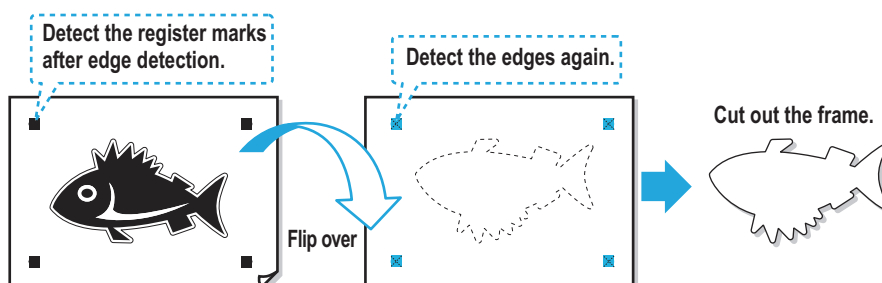 Detect the register marks
after edge detection.
Detect the edges again.
Cut out the frame.
Flip over